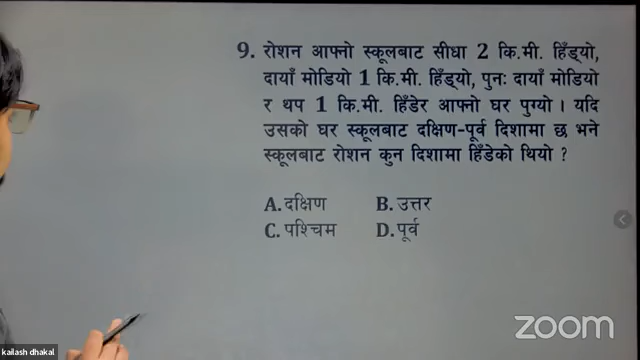 9. रोशन आफ्नो स्कूलबाट सीधा 2 कि.मी. हिँड्यो,
दायाँ मोडियो 1 कि.मी. हिँड्यो, पुनः दायाँ मोडियो
र थप 1 कि.मी. हिँडेर आफ्नो घर पुग्यो । यदि
उसको घर स्कूलबाट दक्षिण-पूर्व दिशामा छ भने
स्कूलबाट रोशन कुन दिशामा हिँडेको थियो ?
A. दक्षिण B. उत्तर
C. पश्चिम D. पूर्व
zoom
kailash dhakal